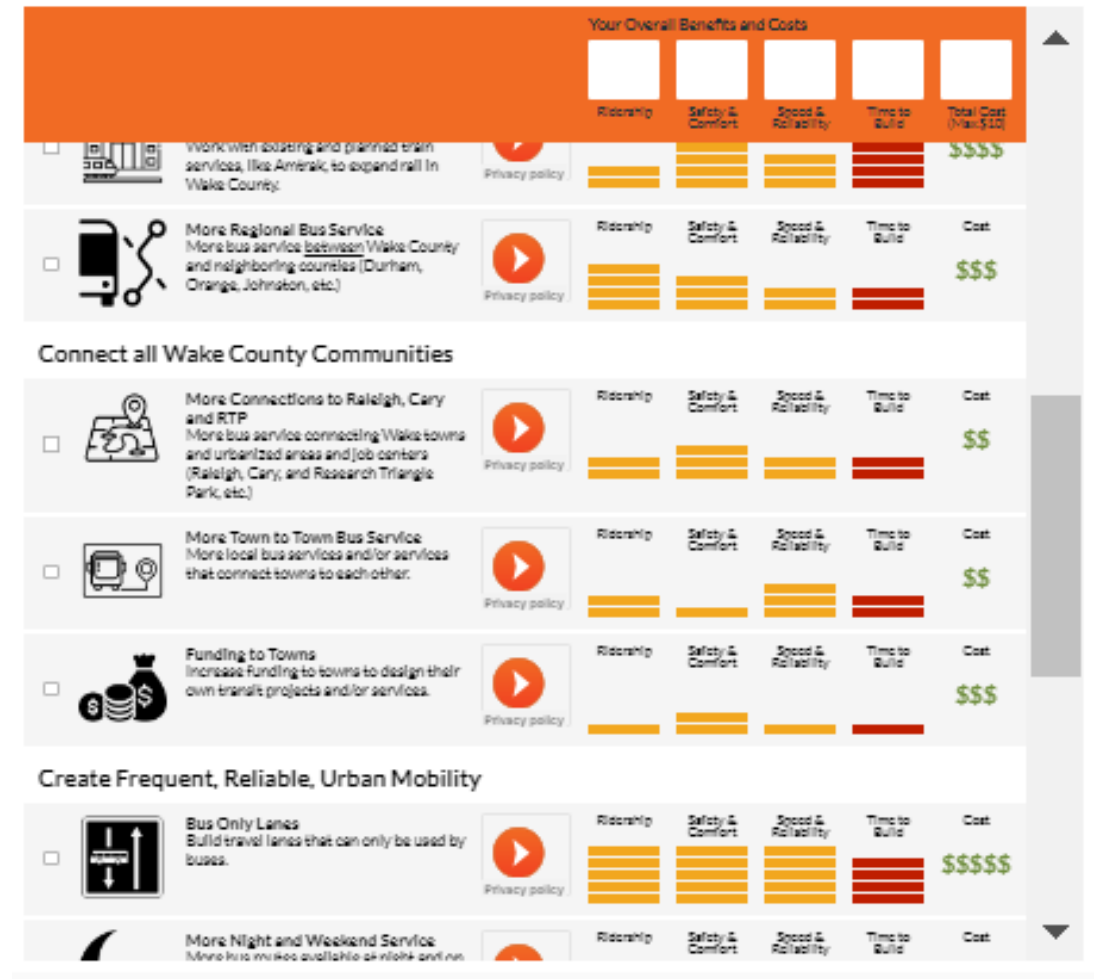 Your Overall Benefits and Costs
Ridership
Safety &
Comfort
Speed &
Reliability
Time to
Build
Total Cost
(Max $10)
Work with existing and planned train
services, like Amtrak, to expand rail in
Wake County.
Privacy policy
$$$$
More Regional Bus Service
More bus service between Wake County
and neighboring counties (Durham,
Orange, Johnston, etc.)
Privacy policy
Ridership
Safety &
Comfort
Speed &
Reliability
Time to
Build
Cost
$$$
Connect all Wake County Communities
More Connections to Raleigh, Cary
and RTP
More bus service connecting Wake towns
and urbanized areas and job centers
(Raleigh, Cary, and Research Triangle
Park, etc.)
Privacy policy
Ridership
Safety &
Comfort
Speed &
Reliability
Time to
Build
Cost
$$
More Town to Town Bus Service
More local bus services and/or services
that connect towns to each other.
Privacy policy
Ridership
Safety &
Comfort
Speed &
Reliability
Time to
Build
Cost
$$
Funding to Towns
Increase funding to towns to design their
own transit projects and/or services.
Privacy policy
Ridership
Safety &
Comfort
Speed &
Reliability
Time to
Build
Cost
$$$
Create Frequent, Reliable, Urban Mobility
Bus Only Lanes
Build travel lanes that can only be used by
buses.
Privacy policy
Ridership
Safety &
Comfort
Speed &
Reliability
Time to
Build
Cost
$$$$$
More Night and Weekend Service
More bus routes available at night and on
Ridership
Safety &
Comfort
Speed &
Reliability
Time to
Build
Cost